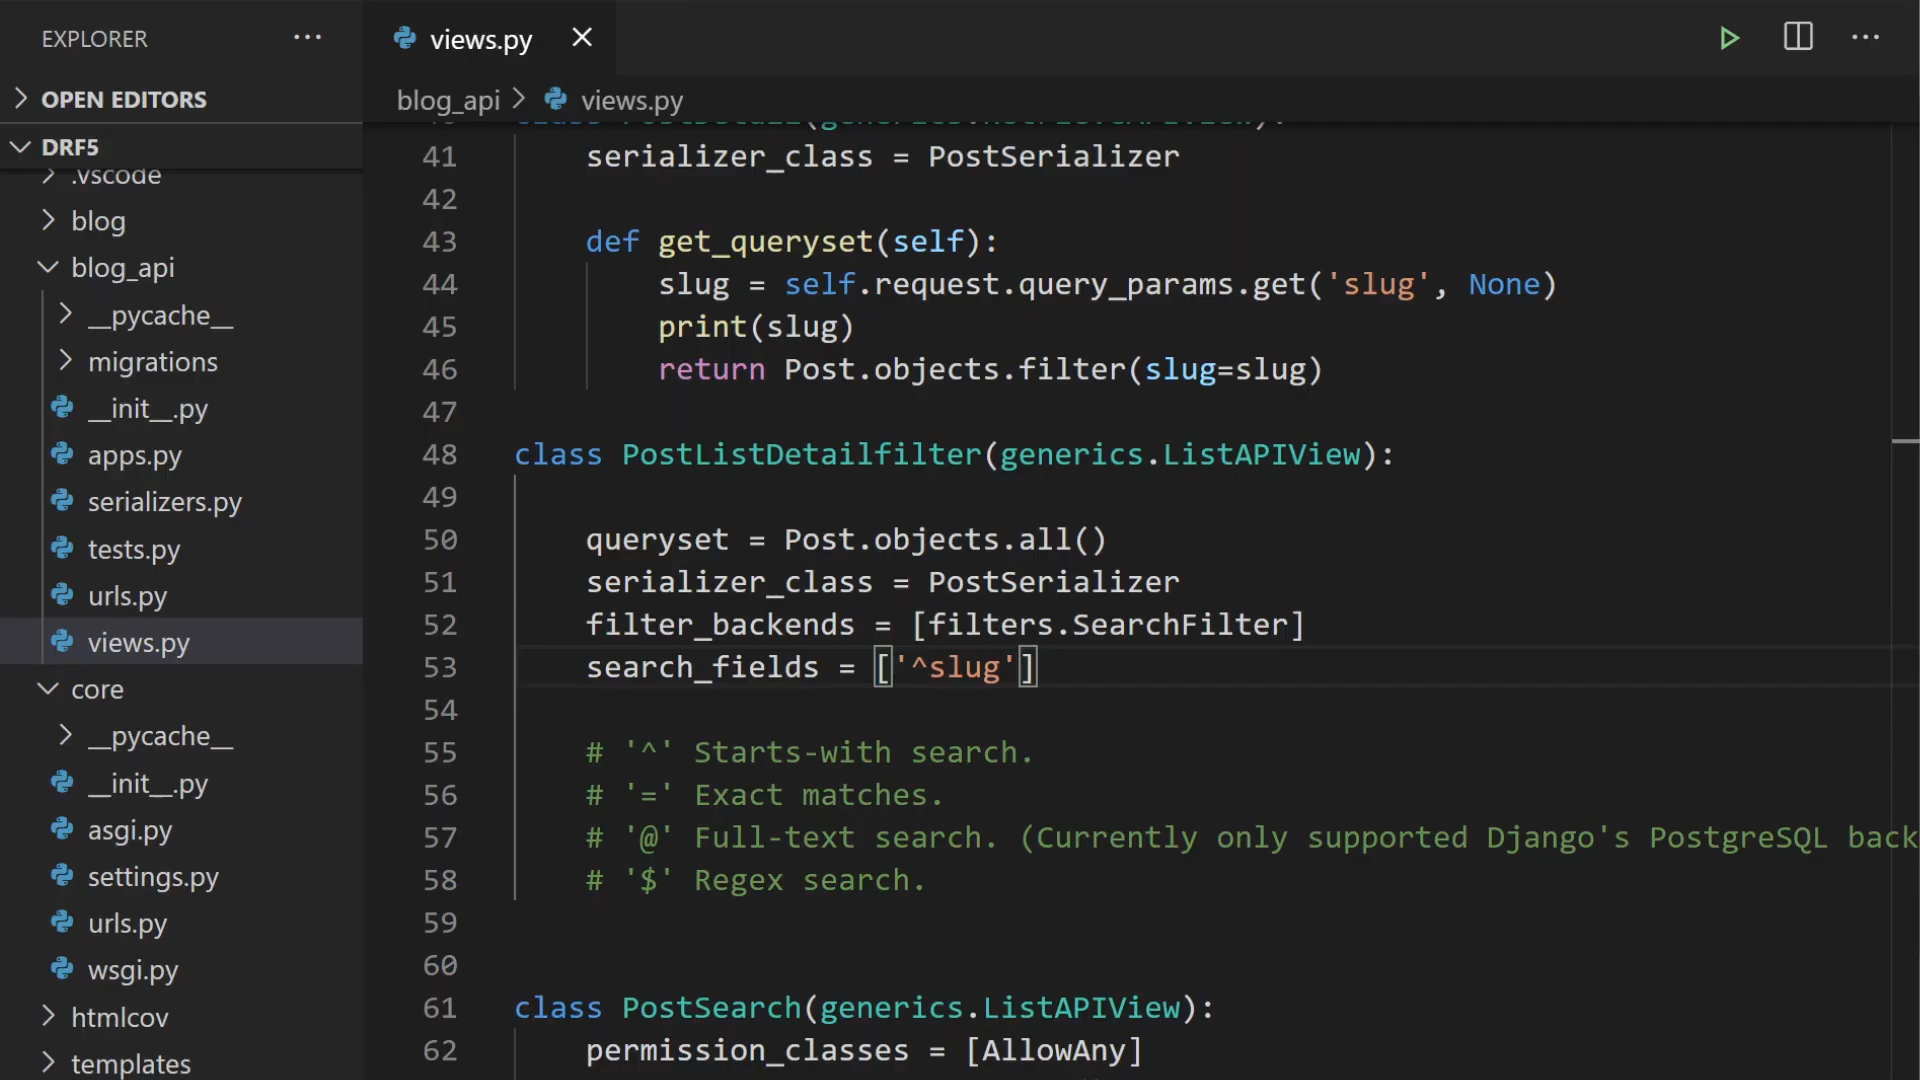 EXPLORER
OPEN EDITORS
DRF5
.vscode
blog
blog_api
__pycache__
migrations
__init__.py
apps.py
serializers.py
tests.py
urls.py
views.py
core
__pycache__
__init__.py
asgi.py
settings.py
urls.py
wsgi.py
htmlcov
templates
views.py
blog_api > views.py
41 serializer_class = PostSerializer
42
43 def get_queryset(self):
44 slug = self.request.query_params.get('slug', None)
45 print(slug)
46 return Post.objects.filter(slug=slug)
47
48 class PostListDetailfilter(generics.ListAPIView):
49
50 queryset = Post.objects.all()
51 serializer_class = PostSerializer
52 filter_backends = [filters.SearchFilter]
53 search_fields = ['^slug']
54
55 # '^' Starts-with search.
56 # '=' Exact matches.
57 # '@' Full-text search. (Currently only supported Django's PostgreSQL back
58 # '$' Regex search.
59
60
61 class PostSearch(generics.ListAPIView):
62 permission_classes = [AllowAny]